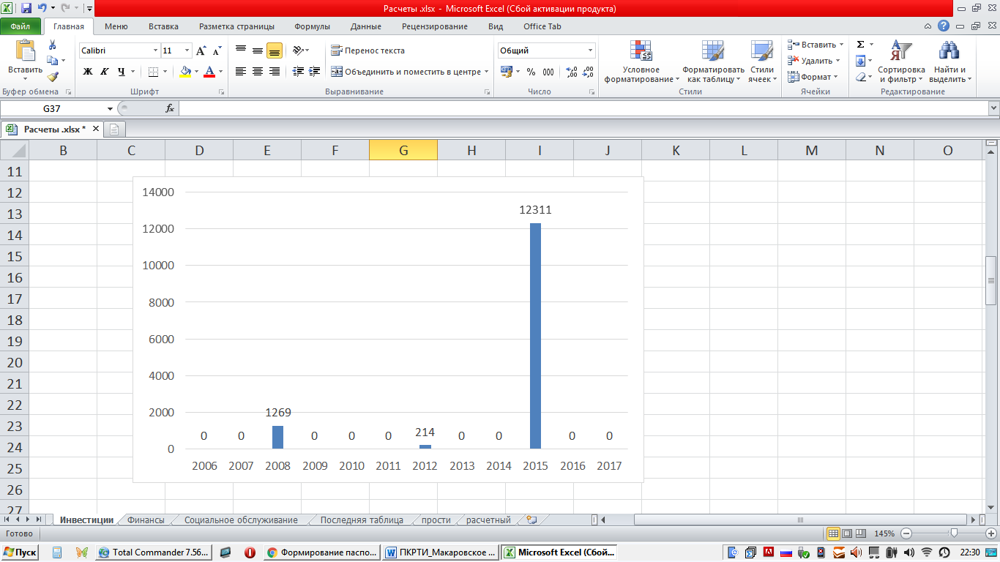 Расчеты .xlsx - Microsoft Excel (Сбой активации продукта)
Файл Главная Меню Вставка Разметка страницы Формулы Данные Рецензирование Вид Office Tab
Вставить
Буфер обмена
Calibri 11
Ж К Ч
Шрифт
Перенос текста
Объединить и поместить в центре
Выравнивание
Общий
% 000
Число
Условное форматирование
Форматировать как таблицу
Стили ячеек
Стили
Вставить
Удалить
Формат
Ячейки
Сортировка и фильтр
Найти и выделить
Редактирование
G37 fx
Расчеты .xlsx *
B C D E F G H I J K L M N O
11
12
13
14
15
16
17
18
19
20
21
22
23
24
25
26
27
14000
12000
10000
8000
6000
4000
2000
0
0 0 1269 0 0 0 214 0 0 12311 0 0
2006 2007 2008 2009 2010 2011 2012 2013 2014 2015 2016 2017
Инвестиции Финансы Социальное обслуживание Последняя таблица прости расчетный
Готово 145%
Пуск Total Commander 7.56... Формирование паспо... ПКРТИ_Макаровское ... Microsoft Excel (Сбой... 22:30